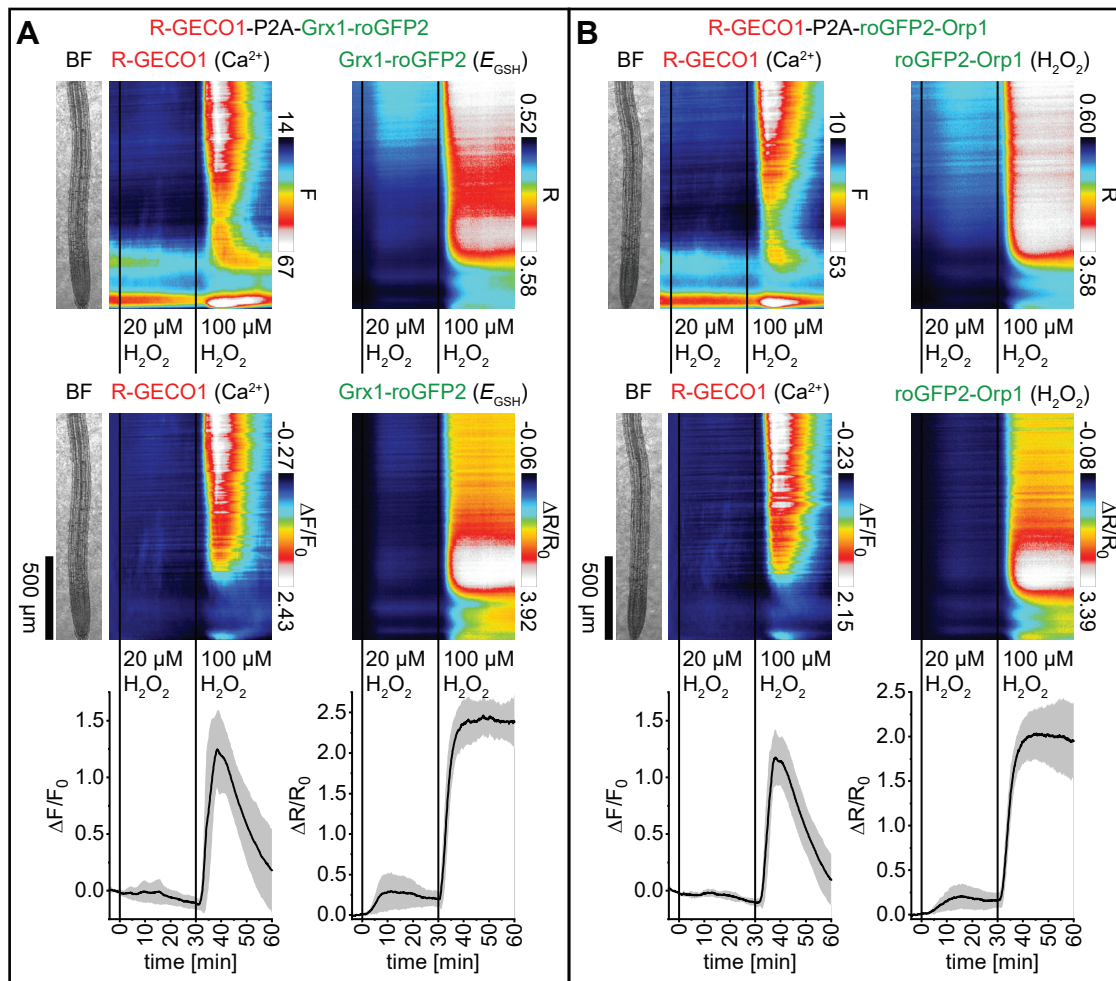 A
R-GECO1-P2A-Grx1-roGFP2
BF R-GECO1 (Ca²⁺) Grx1-roGFP2 (E_GSH)
14
F
67
0.52
R
3.58
20 µM H₂O₂
100 µM H₂O₂
20 µM H₂O₂
100 µM H₂O₂
BF R-GECO1 (Ca²⁺) Grx1-roGFP2 (E_GSH)
500 µm
-0.27
ΔF/F₀
2.43
-0.06
ΔR/R₀
3.92
20 µM H₂O₂
100 µM H₂O₂
20 µM H₂O₂
100 µM H₂O₂
ΔF/F₀
1.5
1.0
0.5
0.0
0 10 20 30 40 50 60
time [min]
ΔR/R₀
2.5
2.0
1.5
1.0
0.5
0.0
0 10 20 30 40 50 60
time [min]
B
R-GECO1-P2A-roGFP2-Orp1
BF R-GECO1 (Ca²⁺) roGFP2-Orp1 (H₂O₂)
10
F
53
0.60
R
3.58
20 µM H₂O₂
100 µM H₂O₂
20 µM H₂O₂
100 µM H₂O₂
BF R-GECO1 (Ca²⁺) roGFP2-Orp1 (H₂O₂)
500 µm
-0.23
ΔF/F₀
2.15
-0.08
ΔR/R₀
3.39
20 µM H₂O₂
100 µM H₂O₂
20 µM H₂O₂
100 µM H₂O₂
ΔF/F₀
1.5
1.0
0.5
0.0
0 10 20 30 40 50 60
time [min]
ΔR/R₀
2.5
2.0
1.5
1.0
0.5
0.0
0 10 20 30 40 50 60
time [min]